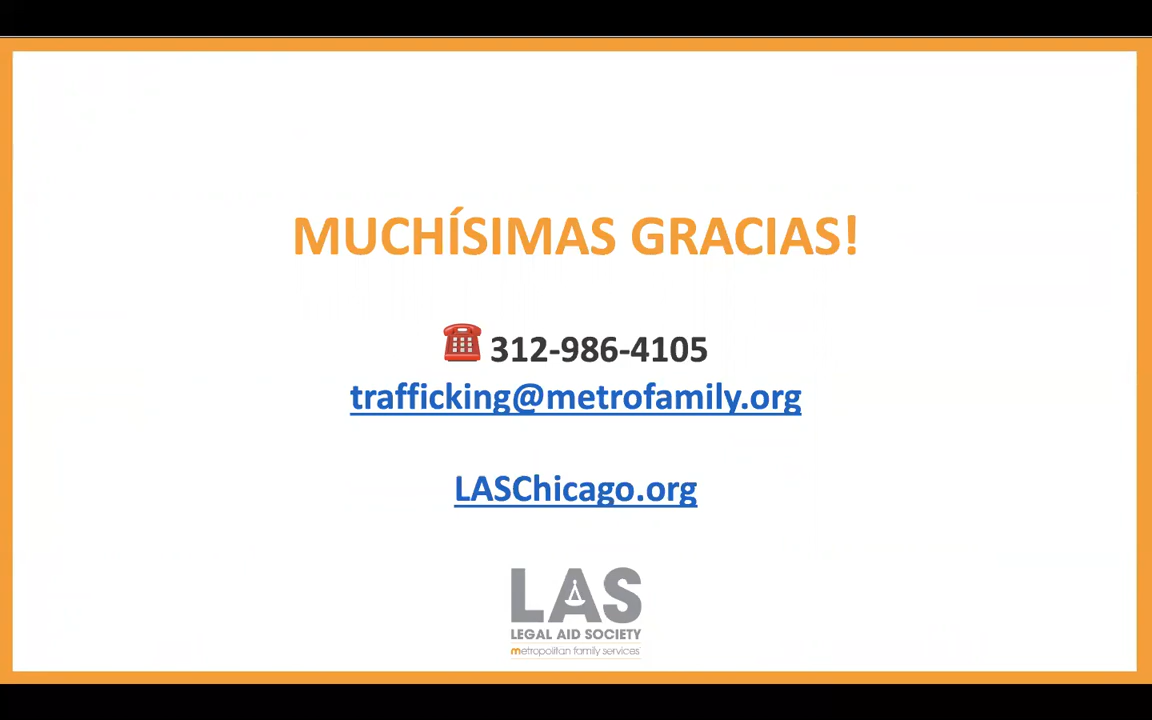 MUCHÍSIMAS GRACIAS!
312-986-4105
trafficking@metrofamily.org
LASChicago.org
LAS
LEGAL AID SOCIETY
metropolitan family services